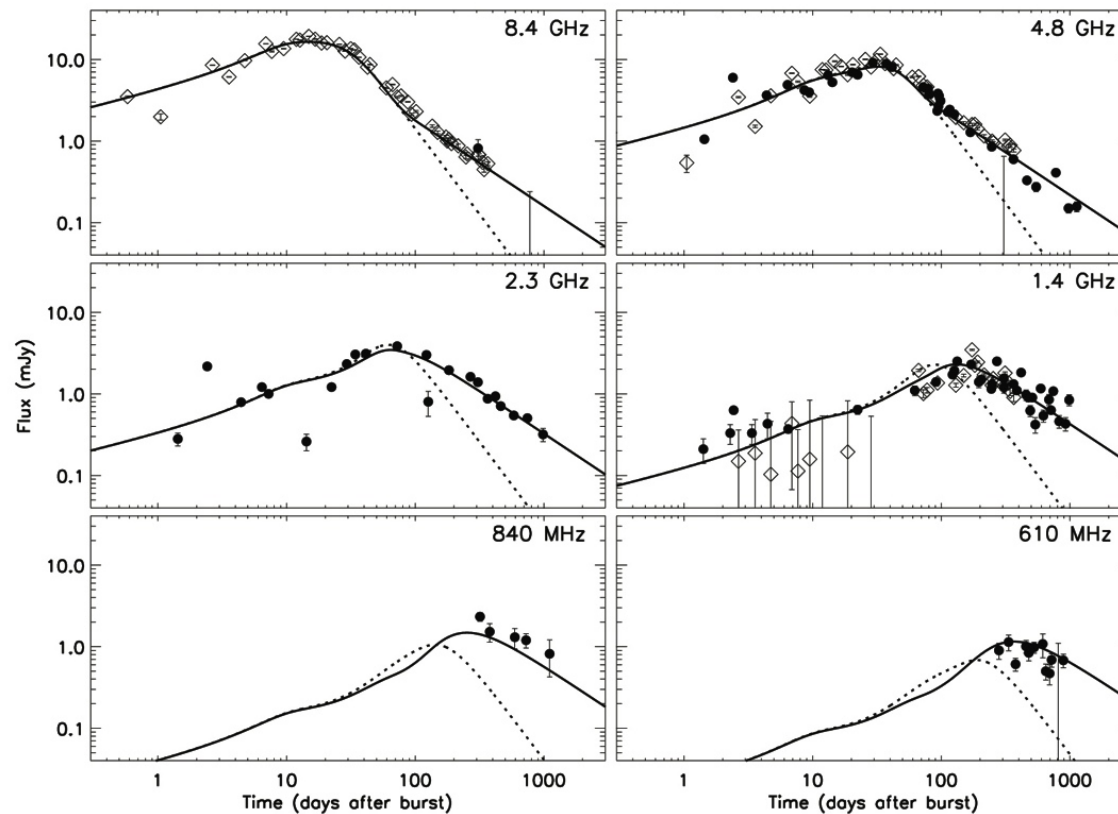 8.4 GHz
4.8 GHz
10.0
1.0
0.1
2.3 GHz
1.4 GHz
Flux (mJy)
10.0
1.0
0.1
840 MHz
610 MHz
10.0
1.0
0.1
1 10 100 1000
1 10 100 1000
Time (days after burst)
Time (days after burst)